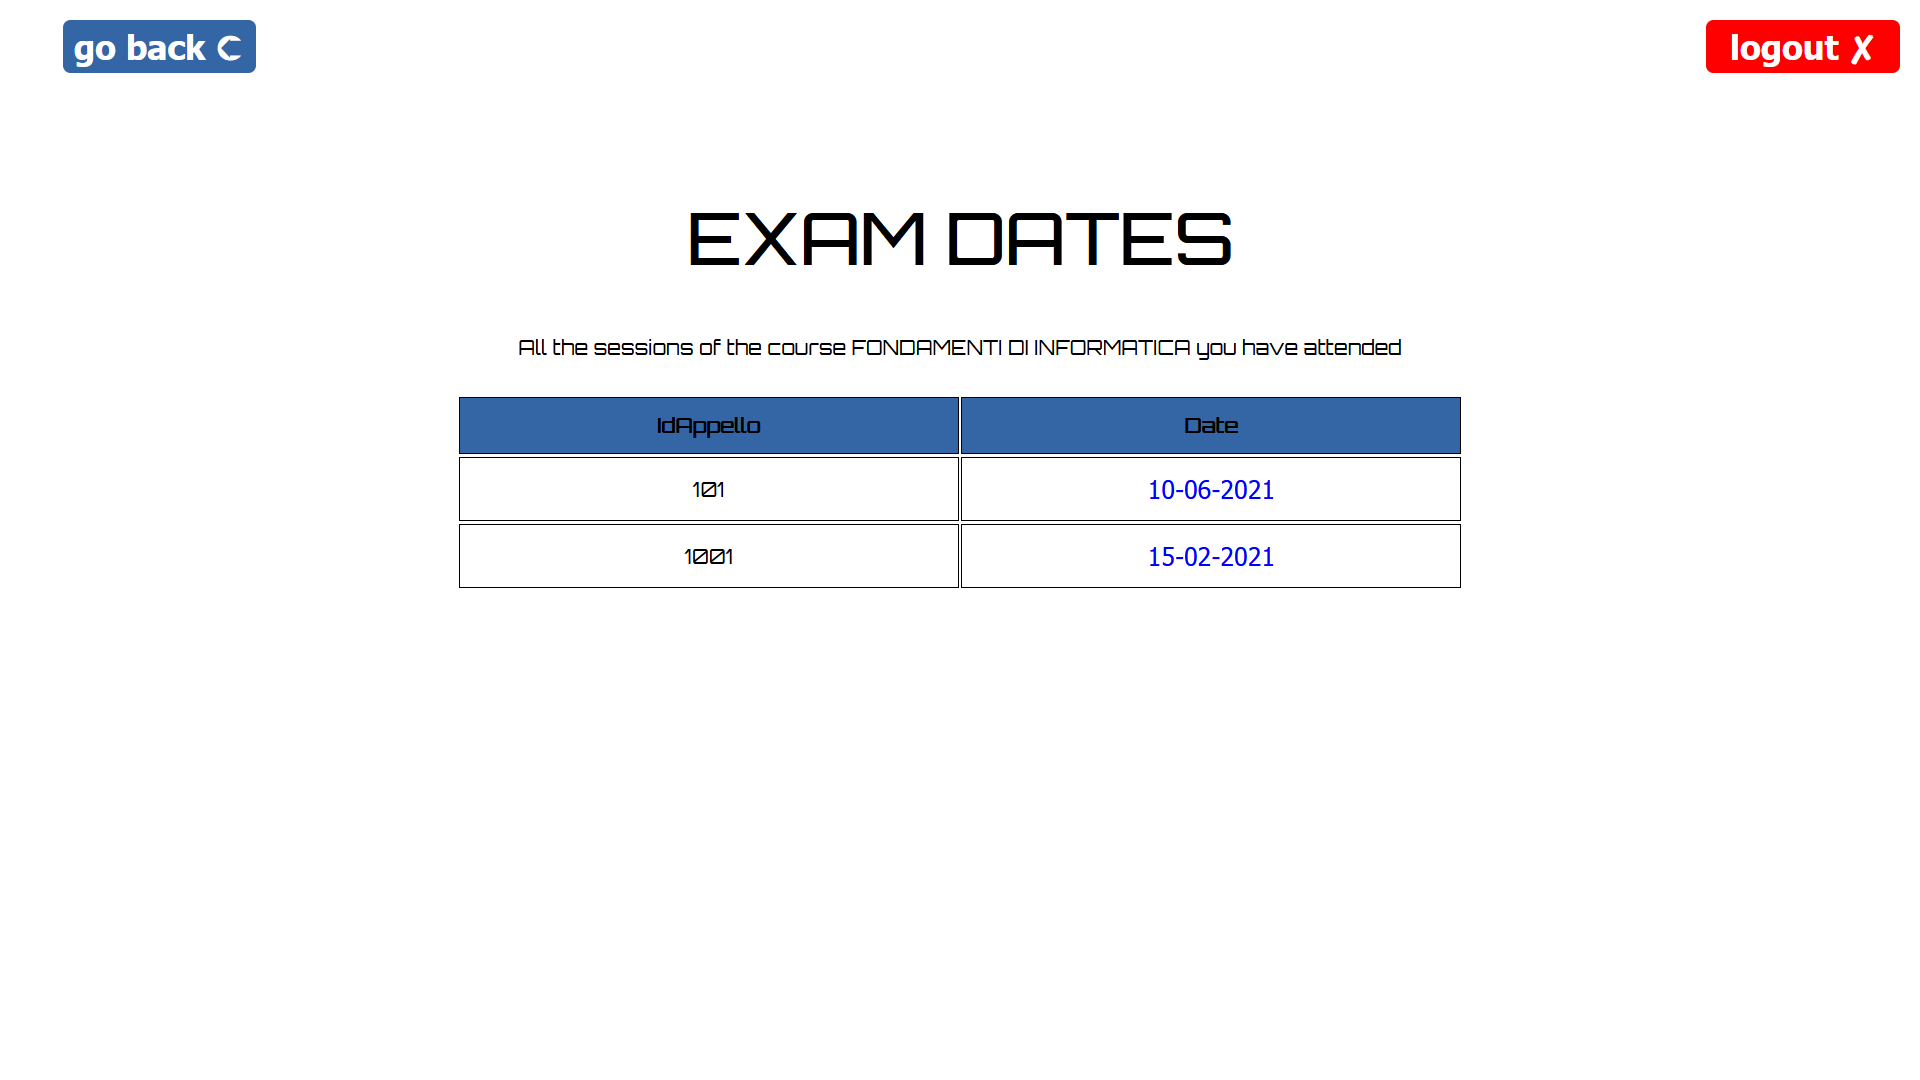 go back
logout ✗
EXAM DATES
All the sessions of the course FONDAMENTI DI INFORMATICA you have attended
IdAppello Date
101 10-06-2021
1001 15-02-2021